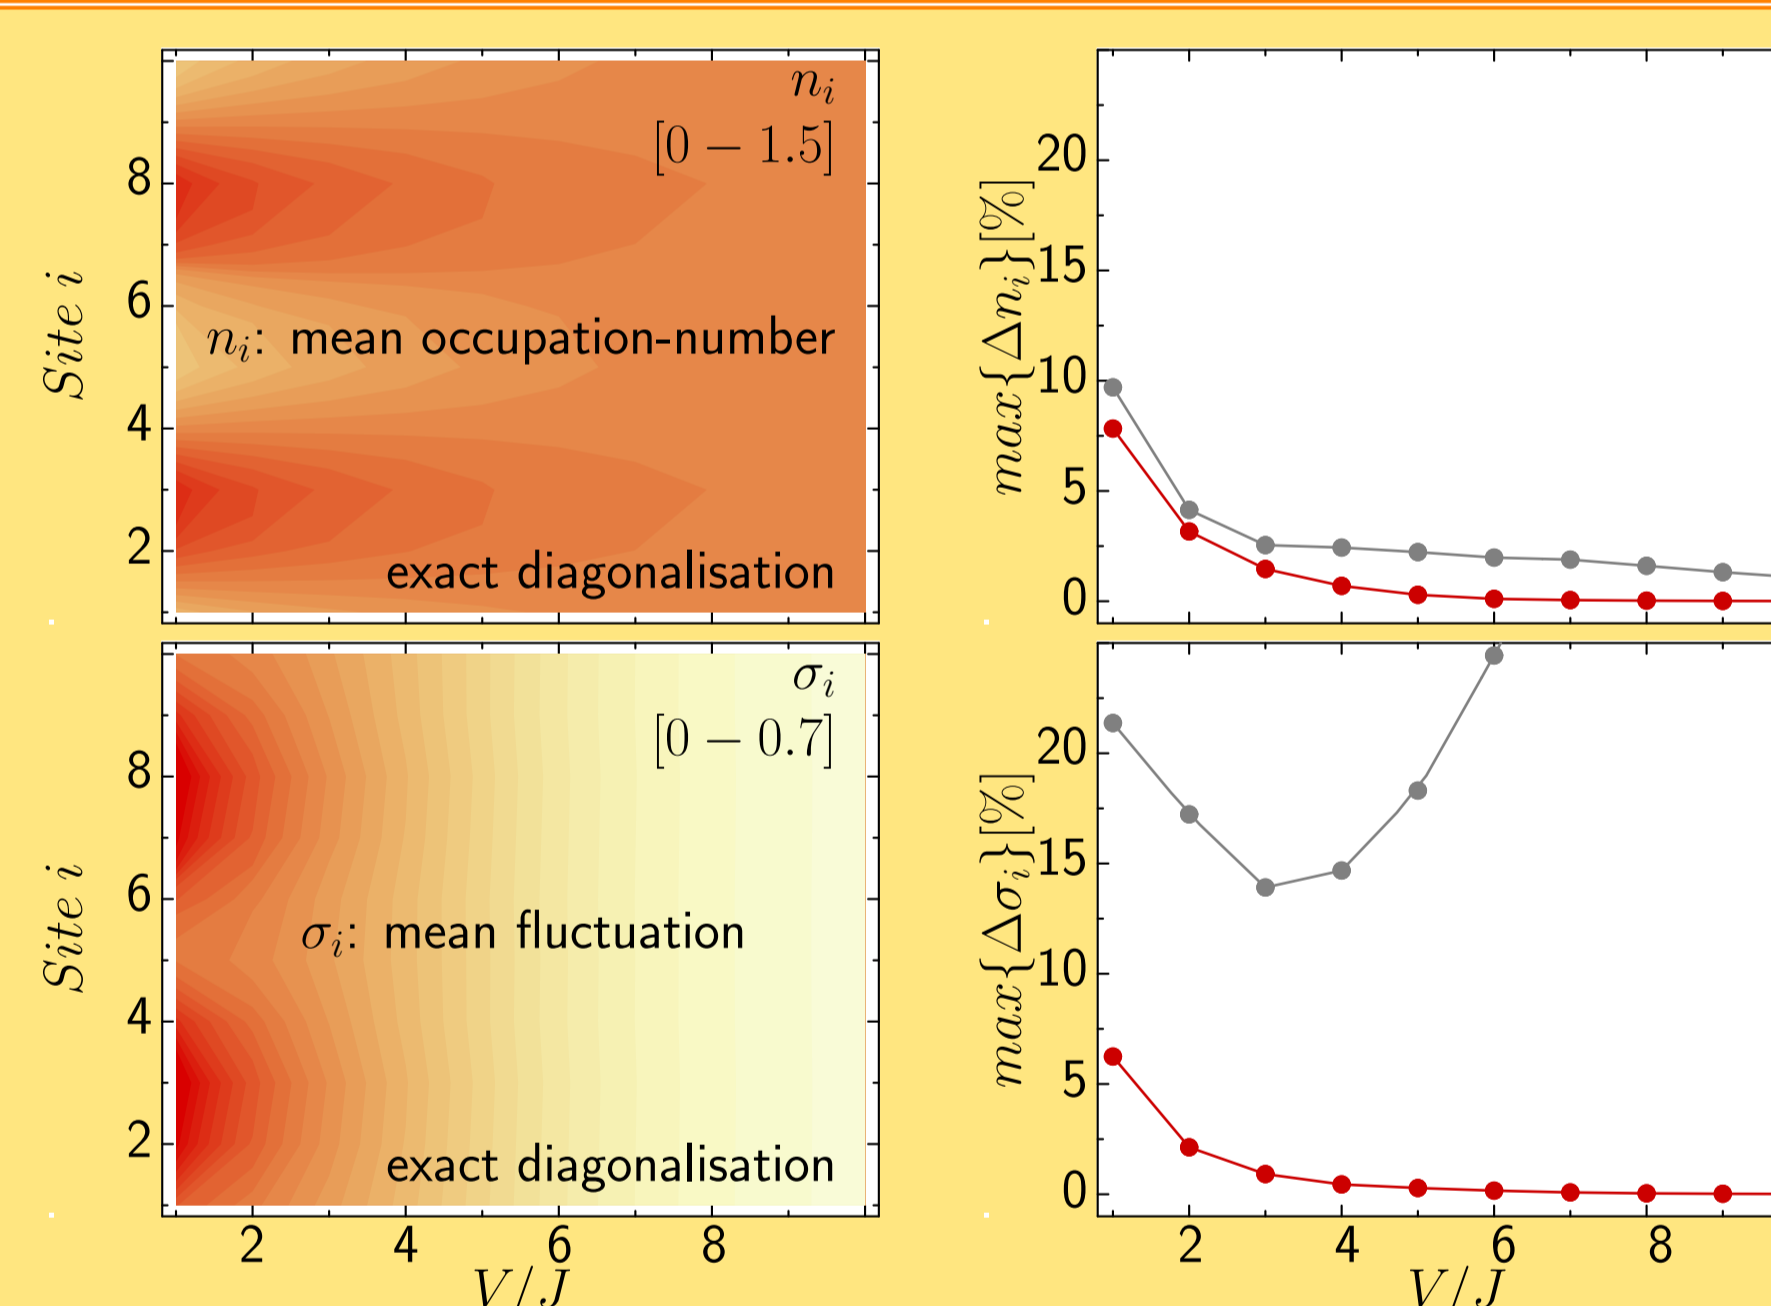 n_i
[0 − 1.5]
8
6
4
2
Site i
n_i: mean occupation-number
exact diagonalisation
20
15
10
5
0
max{Δn_i}[%]
σ_i
[0 − 0.7]
8
6
4
2
Site i
σ_i: mean fluctuation
exact diagonalisation
2 4 6 8
V/J
20
15
10
5
0
max{Δσ_i}[%]
2 4 6 8
V/J